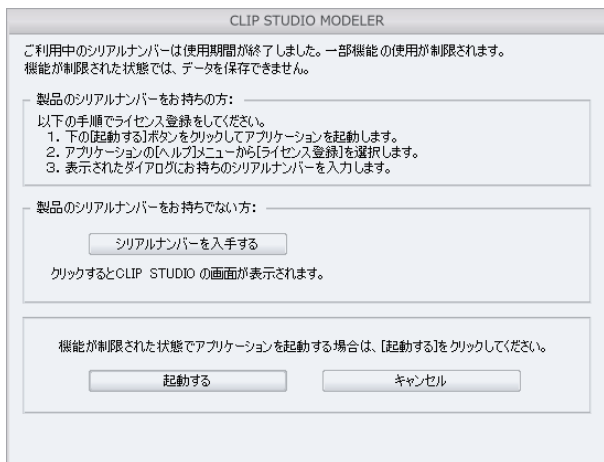 CLIP STUDIO MODELER
ご利用中のシリアルナンバーは使用期間が終了しました。一部機能の使用が制限されます。
機能が制限された状態では、データを保存できません。
製品のシリアルナンバーをお持ちの方：
以下の手順でライセンス登録をしてください。
1. 下の[起動する]ボタンをクリックしてアプリケーションを起動します。
2. アプリケーションの[ヘルプ]メニューから[ライセンス登録]を選択します。
3. 表示されたダイアログにお持ちのシリアルナンバーを入力します。
製品のシリアルナンバーをお持ちでない方：
シリアルナンバーを入手する
クリックするとCLIP STUDIO の画面が表示されます。
機能が制限された状態でアプリケーションを起動する場合は、[起動する]をクリックしてください。
起動する
キャンセル